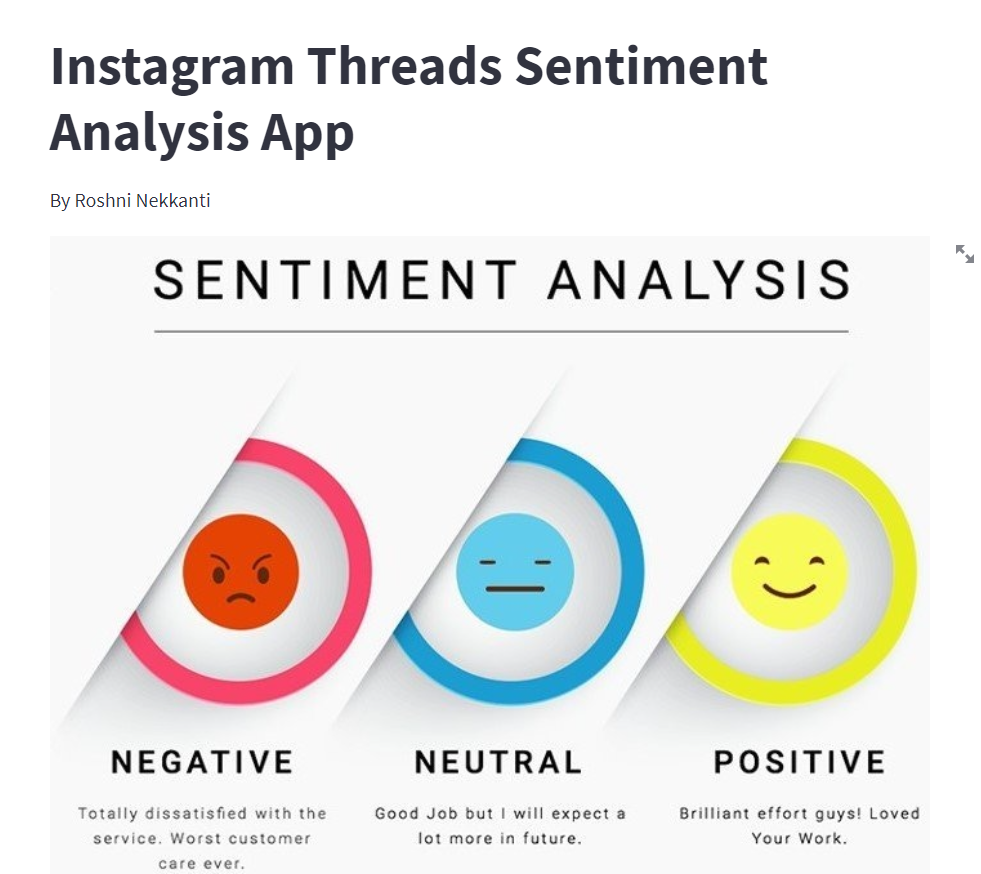 Instagram Threads Sentiment
Analysis App
By Roshni Nekkanti
SENTIMENT ANALYSIS
NEGATIVE
Totally dissatisfied with the
service. Worst customer
care ever.
NEUTRAL
Good Job but I will expect a
lot more in future.
POSITIVE
Brilliant effort guys! Loved
Your Work.